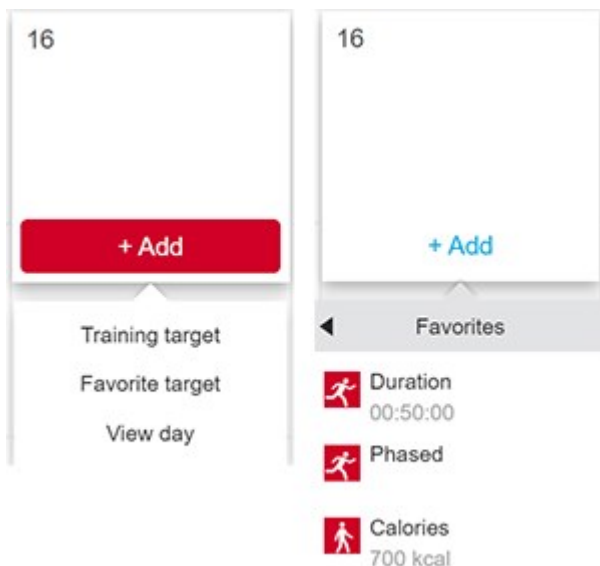 16
+ Add
Training target
Favorite target
View day
16
+ Add
Favorites
Duration
00:50:00
Phased
Calories
700 kcal